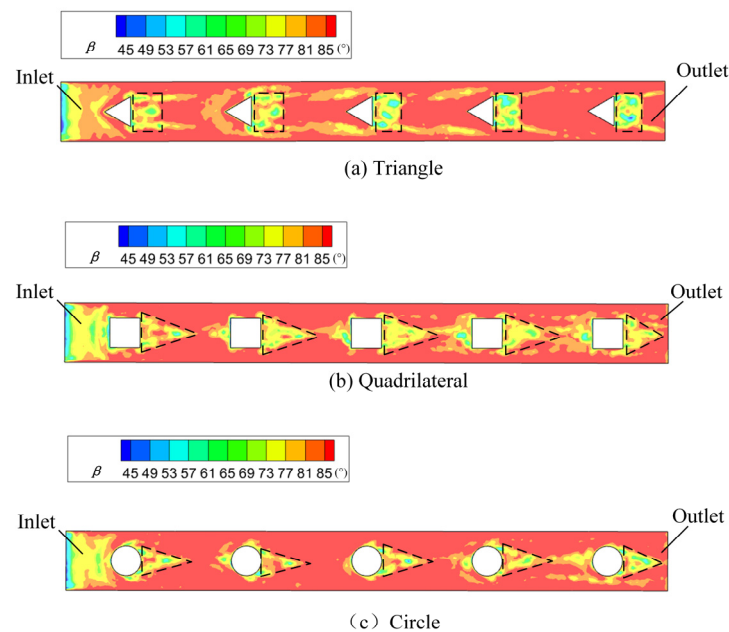 β 45 49 53 57 61 65 69 73 77 81 85 (°)
Inlet
Outlet
(a) Triangle
β 45 49 53 57 61 65 69 73 77 81 85 (°)
Inlet
Outlet
(b) Quadrilateral
β 45 49 53 57 61 65 69 73 77 81 85 (°)
Inlet
Outlet
（c）Circle